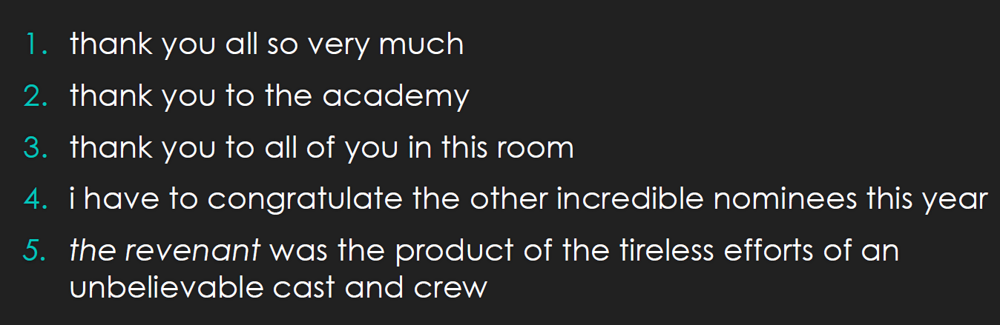 1. thank you all so very much
2. thank you to the academy
3. thank you to all of you in this room
4. i have to congratulate the other incredible nominees this year
5. the revenant was the product of the tireless efforts of an
unbelievable cast and crew